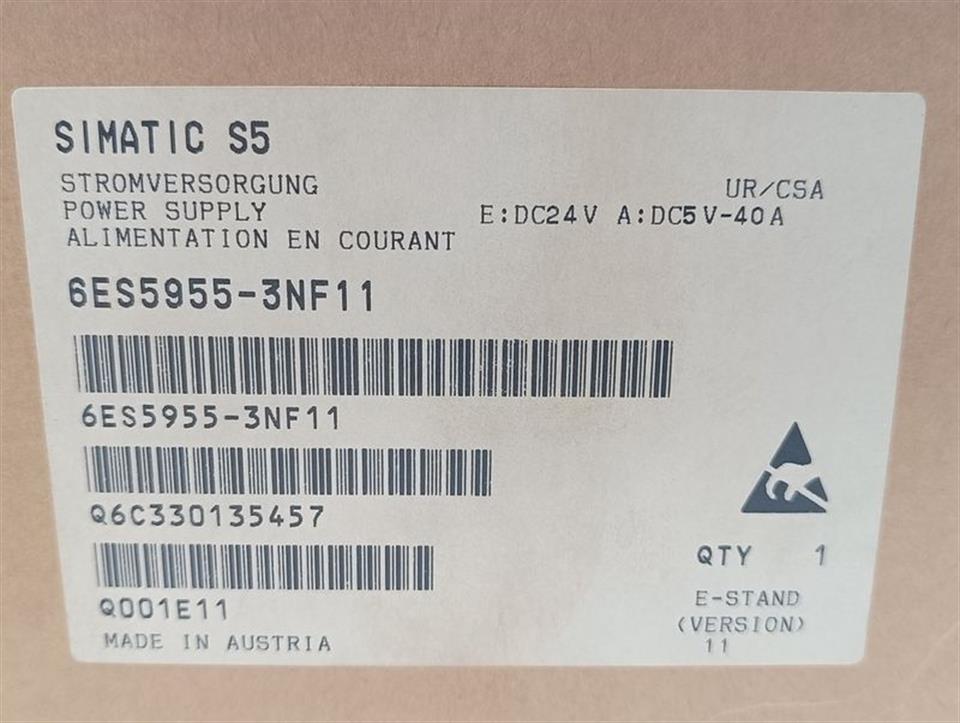 SIMATIC S5
STROMVERSORGUNG
UR/CSA
POWER SUPPLY
E:DC24V A:DC5V-40A
ALIMENTATION EN COURANT
6ES5955-3NF11
6ES5955-3NF11
Q6C330135457
QTY 1
Q001E11
E-STAND
(VERSION)
MADE IN AUSTRIA
11